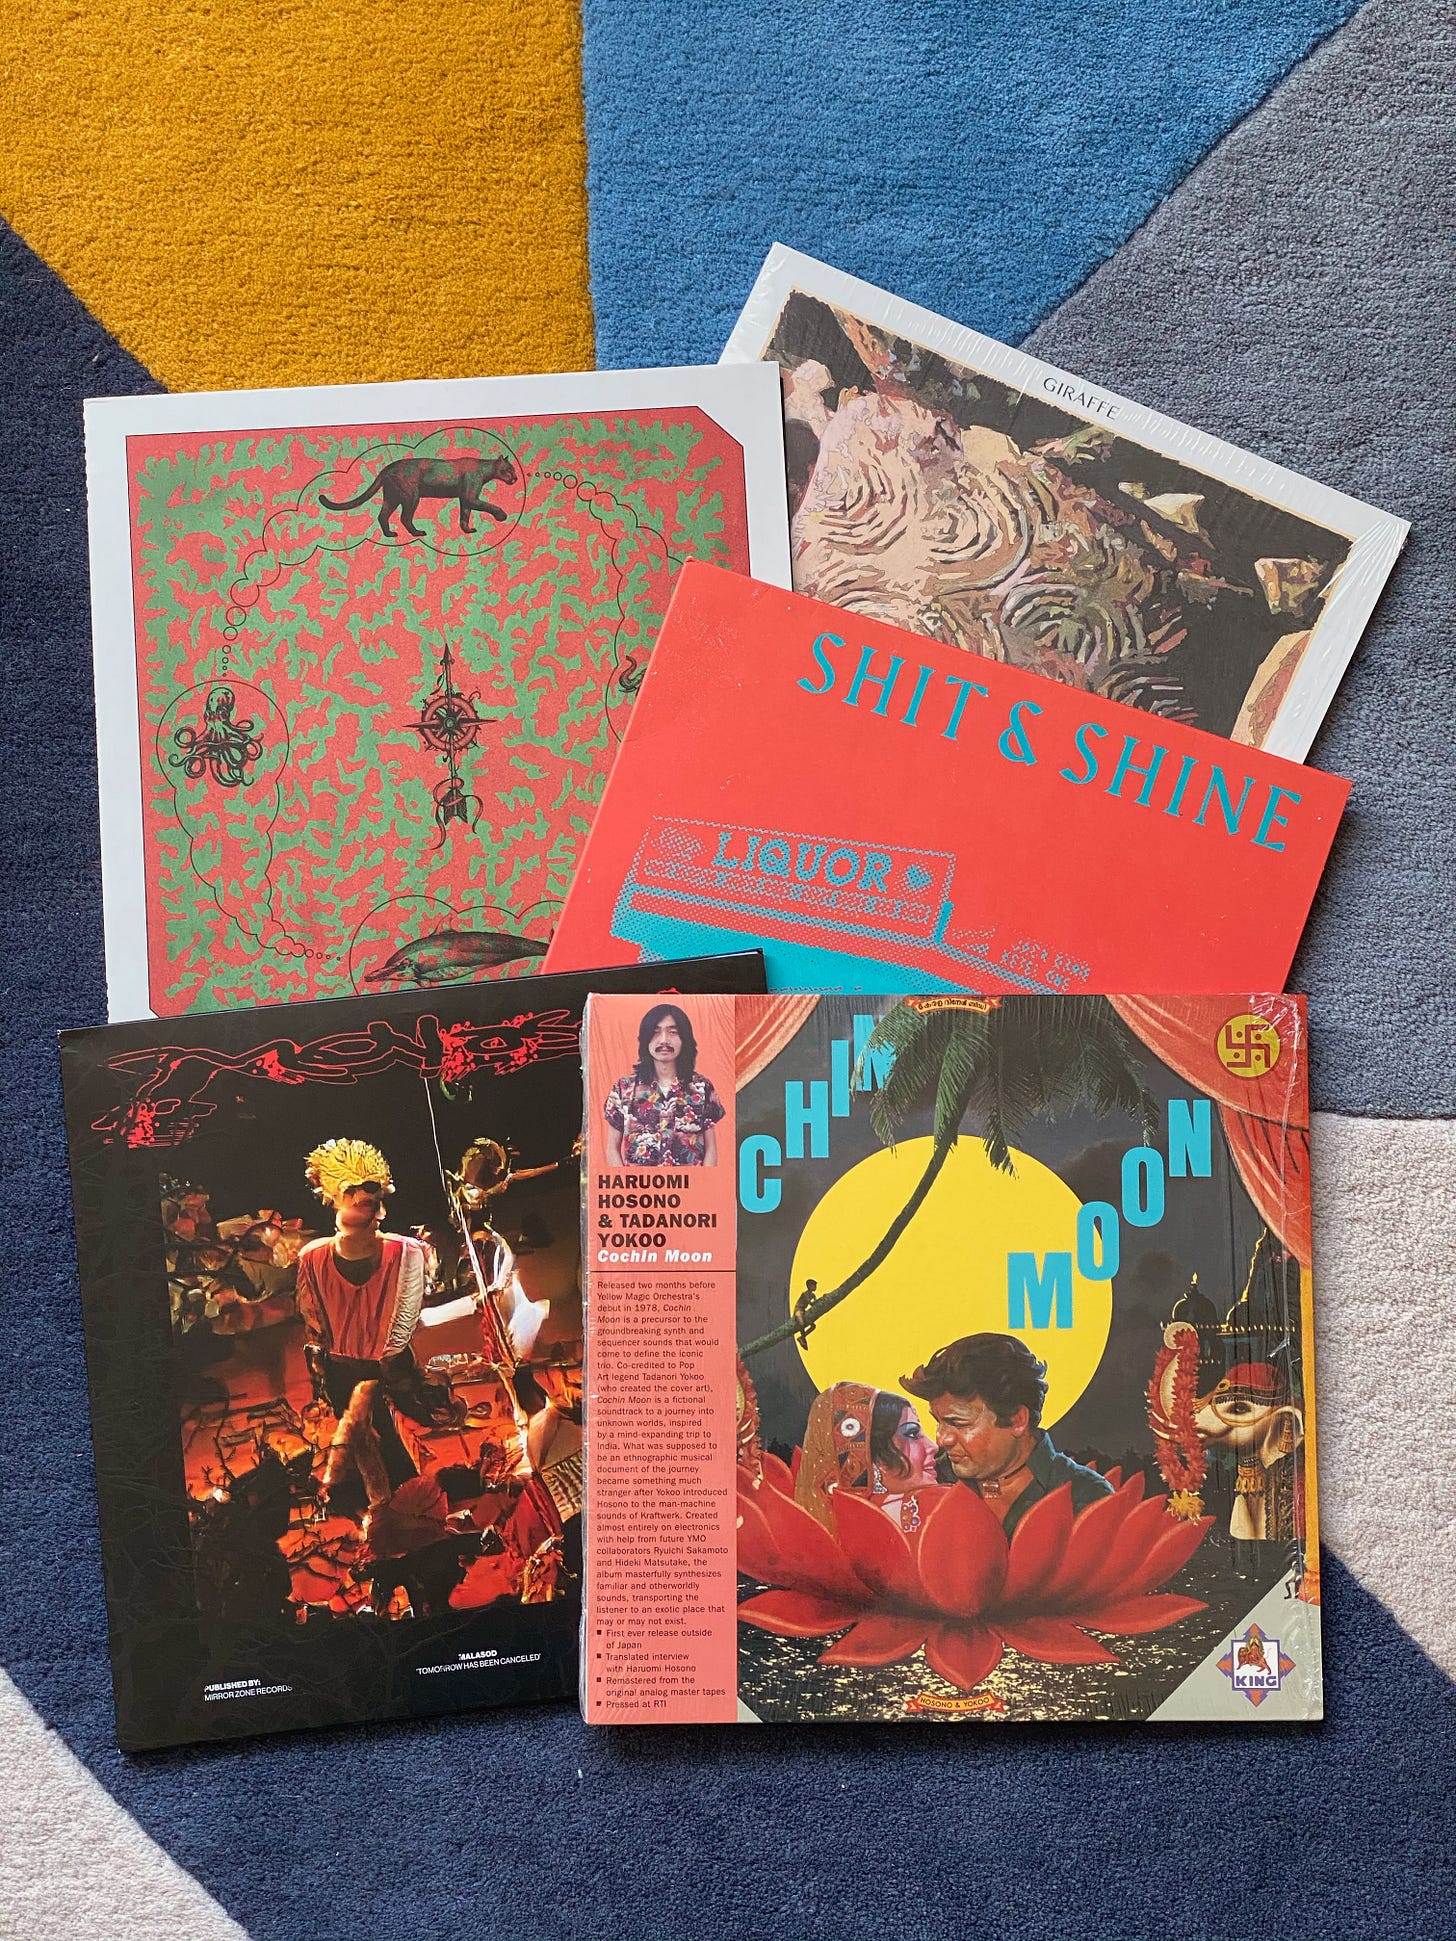 GIRAFFE
SHIT & SHINE
LIQUOR
MALASOD
'TOMORROW HAS BEEN CANCELED'
PUBLISHED BY:
MIRROR ZONE RECORDS
HARUOMI
HOSONO
& TADANORI
YOKOO
Cochin Moon
Released two months before
Yellow Magic Orchestra's
debut in 1978, Cochin
Moon is a precursor to the
groundbreaking synth and
sequencer sounds that would
come to define the iconic
trio. Co-credited to Pop
Art legend Tadanori Yokoo
(who created the cover art),
Cochin Moon is a fictional
soundtrack to a journey into
unknown worlds, inspired
by a mind-expanding trip to
India. What was supposed to
be an ethnographic musical
document of the journey
became something much
stranger after Yokoo introduced
Hosono to the man-machine
sounds of Kraftwerk. Created
almost entirely on electronics
with help from future YMO
collaborators Ryuichi Sakamoto
and Hideki Matsutake, the
album masterfully synthesizes
familiar and otherworldly
sounds, transporting the
listener to an exotic place that
may or may not exist.
■ First ever release outside
of Japan
■ Translated interview
with Haruomi Hosono
■ Remastered from the
original analog master tapes
■ Pressed at RTI
CHIN
MOON
HOSONO & YOKOO
KING